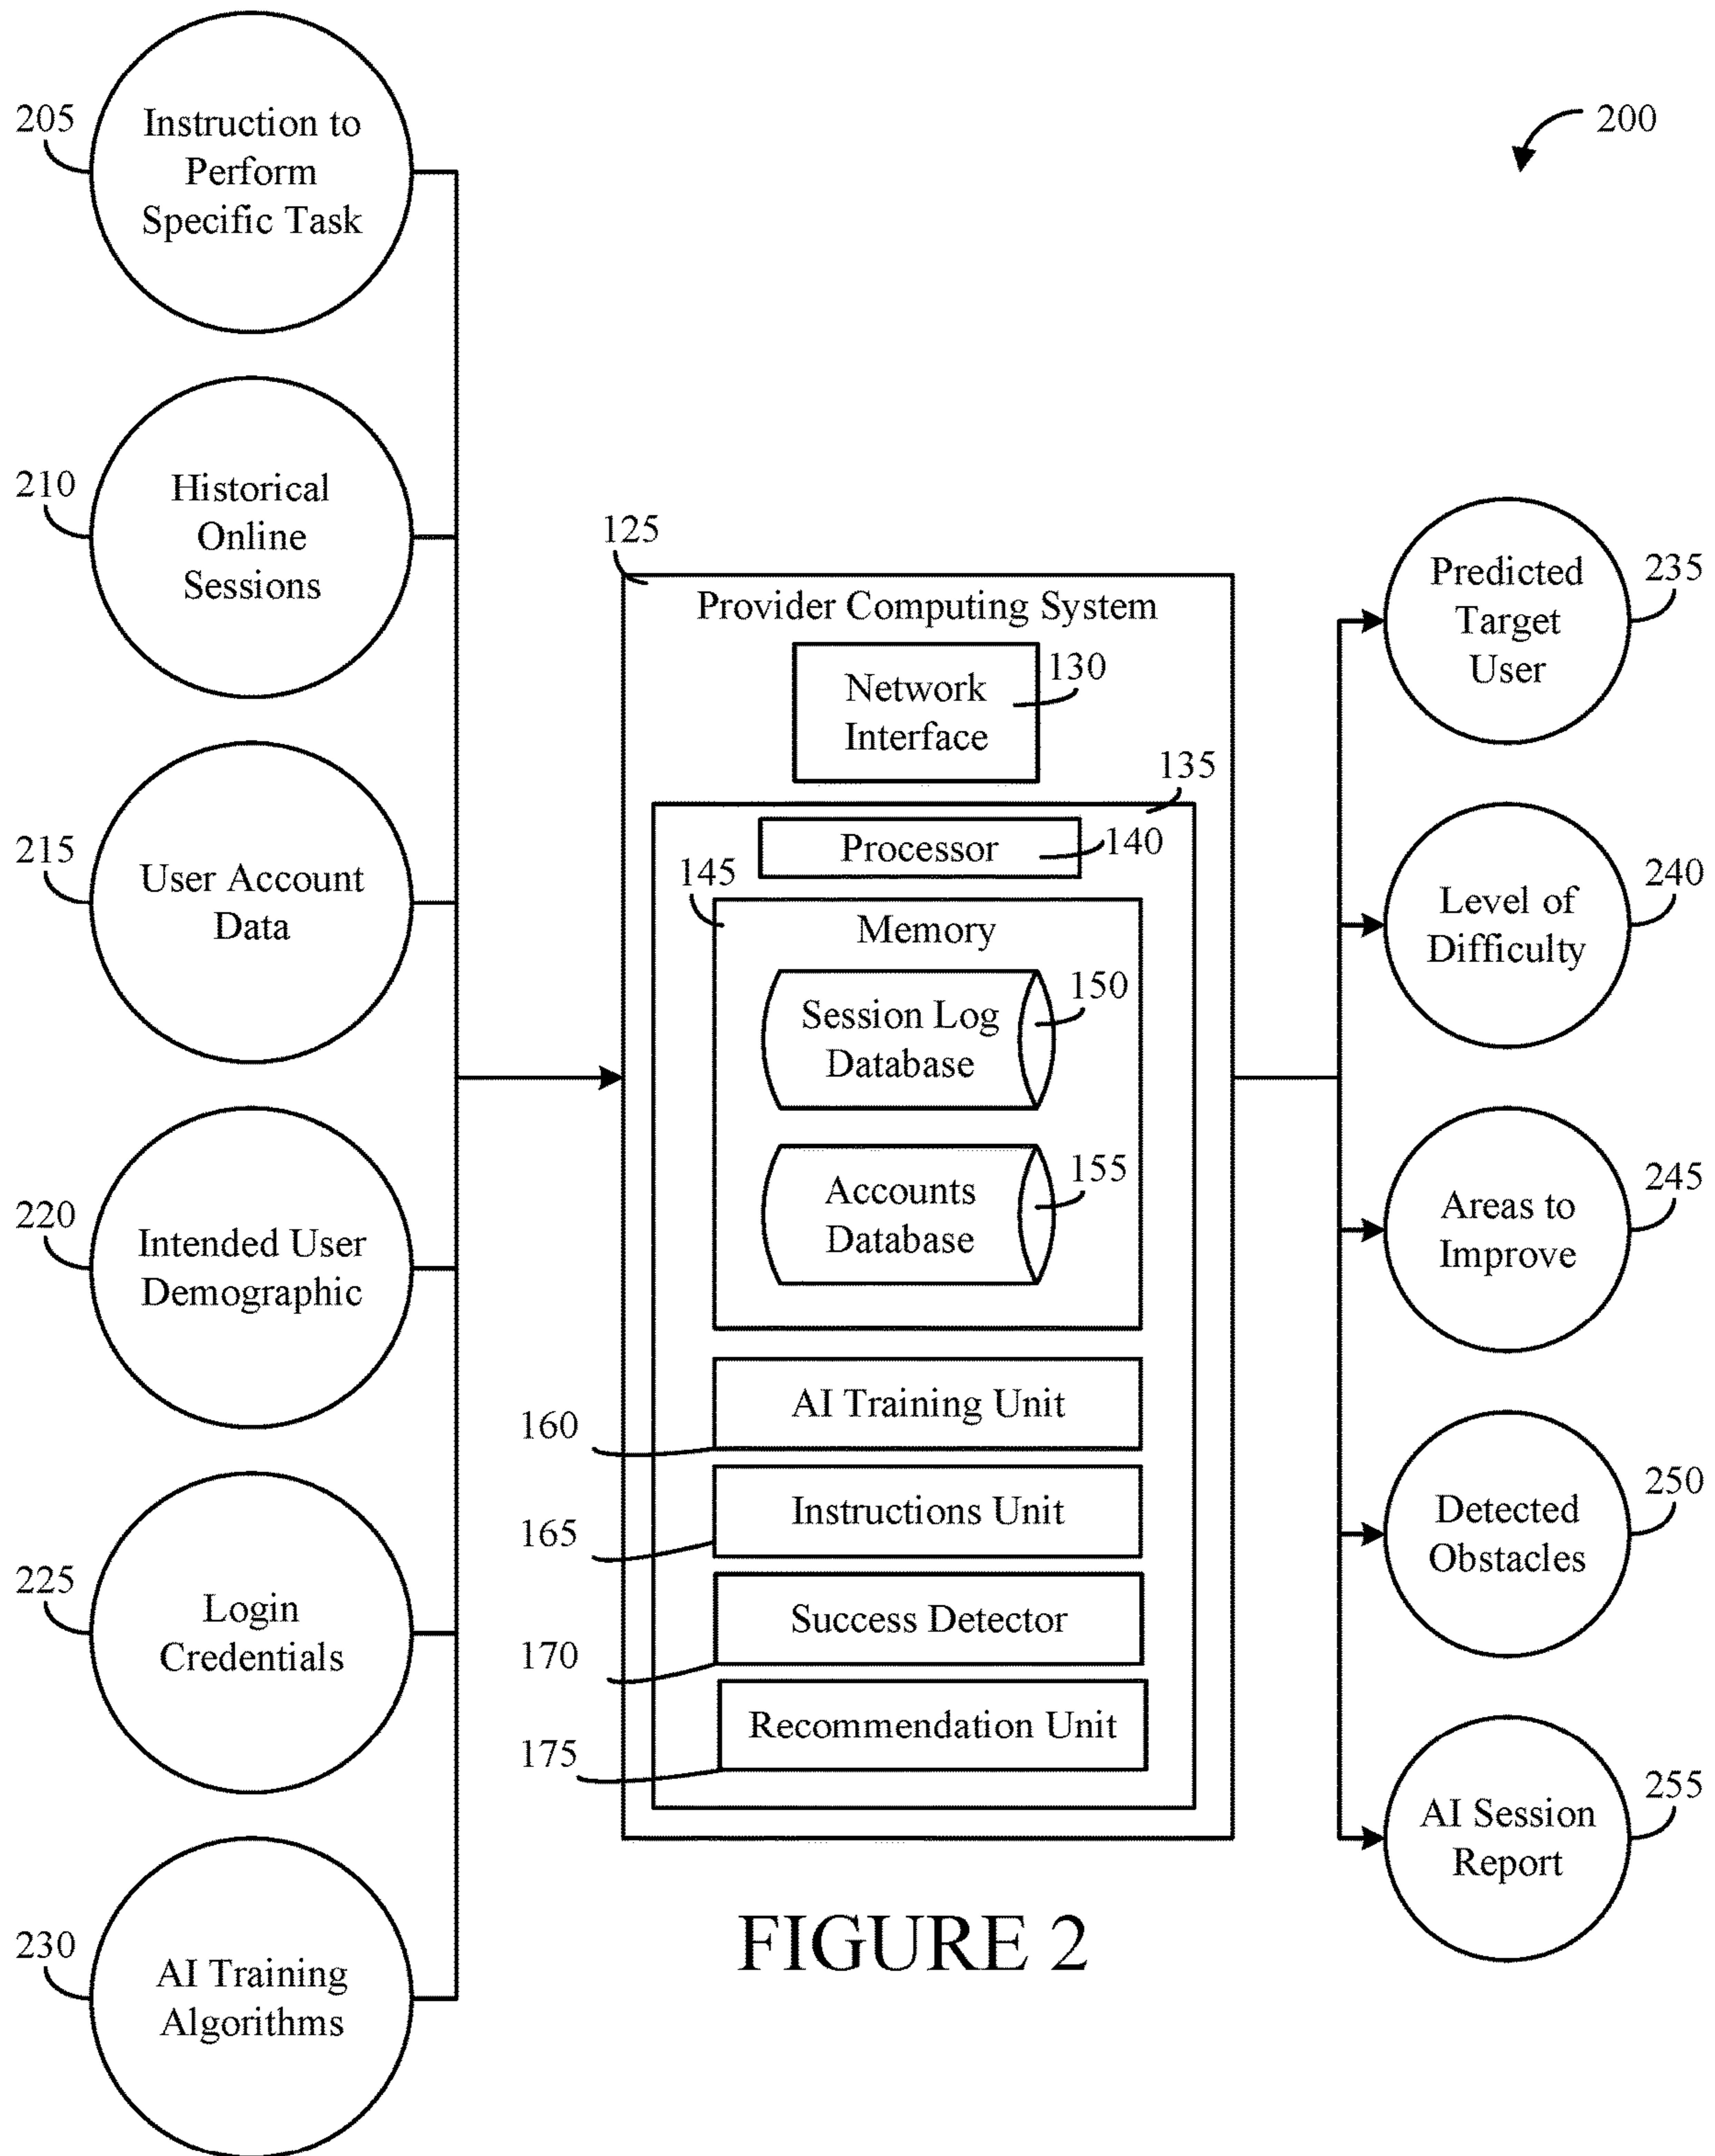 200
205
Instruction to
Perform
Specific Task
210
Historical
Online
Sessions
215
User Account
Data
220
Intended User
Demographic
225
Login
Credentials
230
AI Training
Algorithms
125
Provider Computing System
130
Network
Interface
135
Processor
140
145
Memory
Session Log
Database
150
Accounts
Database
155
AI Training Unit
160
Instructions Unit
165
Success Detector
170
Recommendation Unit
175
Predicted
Target
User
235
Level of
Difficulty
240
Areas to
Improve
245
Detected
Obstacles
250
AI Session
Report
255
FIGURE 2